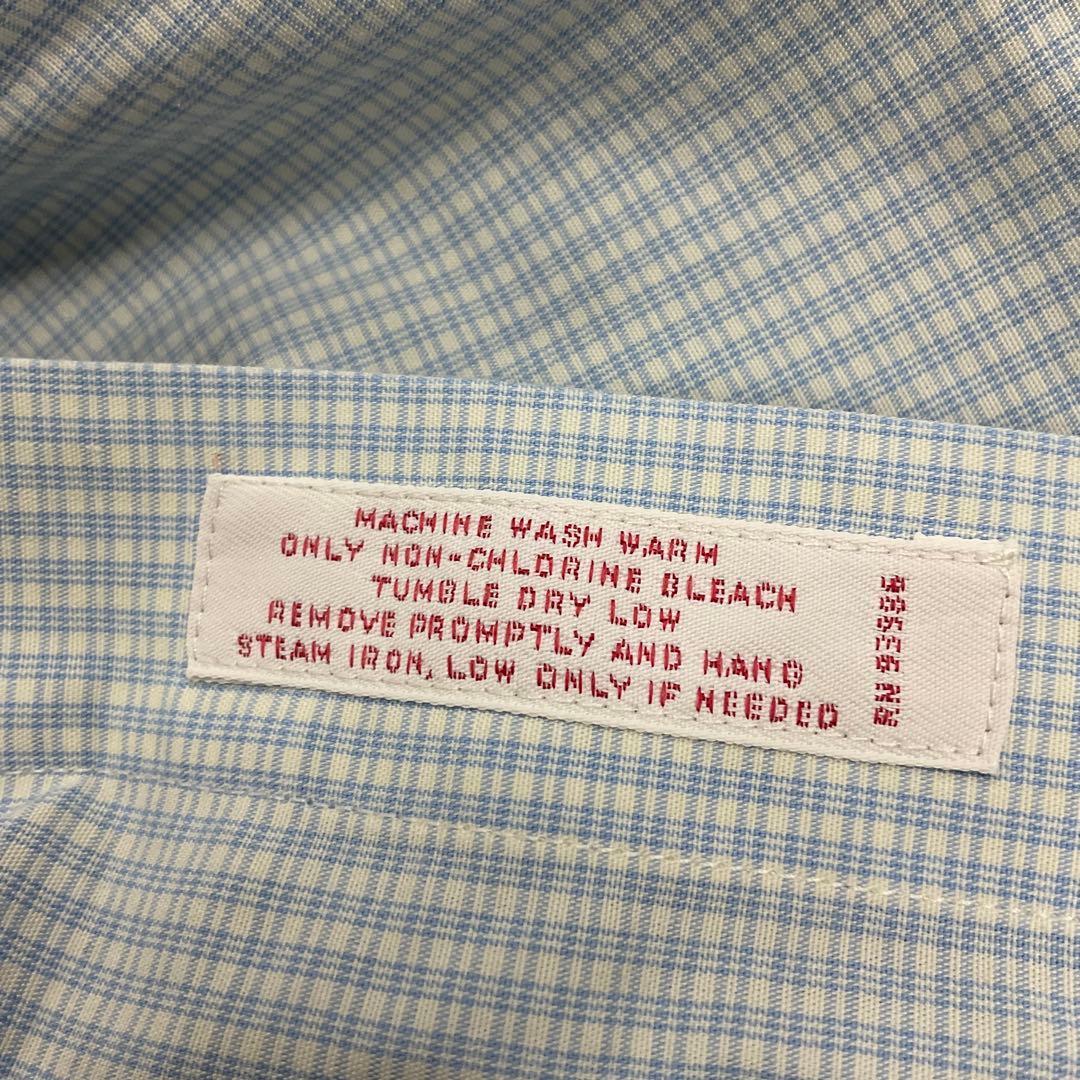 MACHINE WASH WARM
ONLY NON-CHLORINE BLEACH
TUMBLE DRY LOW
REMOVE PROMPTLY AND HANG
STEAM IRON, LOW ONLY IF NEEDED
RN